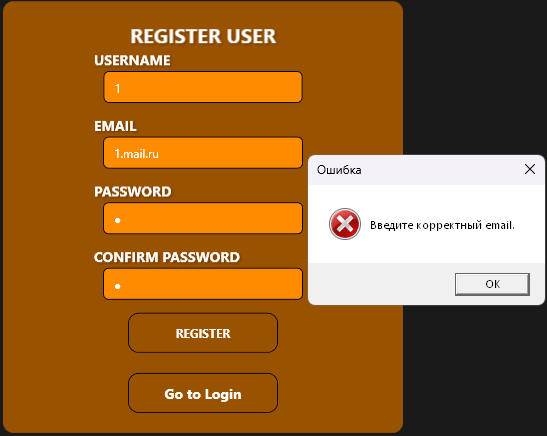 REGISTER USER
USERNAME
1
EMAIL
1.mail.ru
PASSWORD
•
CONFIRM PASSWORD
•
REGISTER
Go to Login
Ошибка
Введите корректный email.
OK